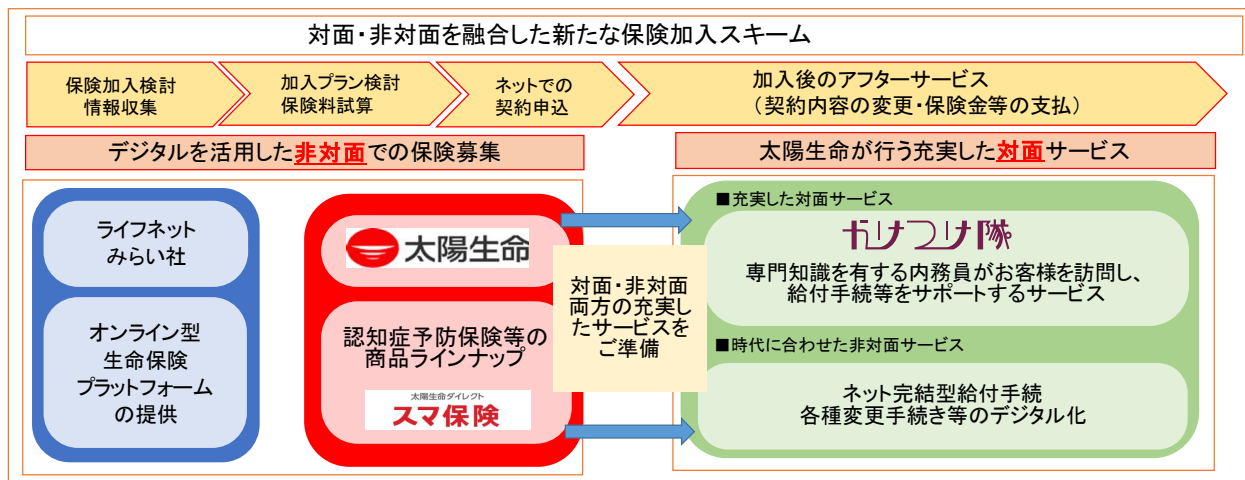 対面・非対面を融合した新たな保険加入スキーム
保険加入検討
情報収集
加入プラン検討
保険料試算
ネットでの
契約申込
加入後のアフターサービス
(契約内容の変更・保険金等の支払)
デジタルを活用した非対面での保険募集
太陽生命が行う充実した対面サービス
ライフネット
みらい社
オンライン型
生命保険
プラットフォーム
の提供
太陽生命
認知症予防保険等の
商品ラインナップ
太陽生命ダイレクト
スマ保険
対面・非対面
両方の充実し
たサービスを
ご準備
■充実した対面サービス
かけつけ隊
専門知識を有する内務員がお客様を訪問し、
給付手続等をサポートするサービス
■時代に合わせた非対面サービス
ネット完結型給付手続
各種変更手続き等のデジタル化